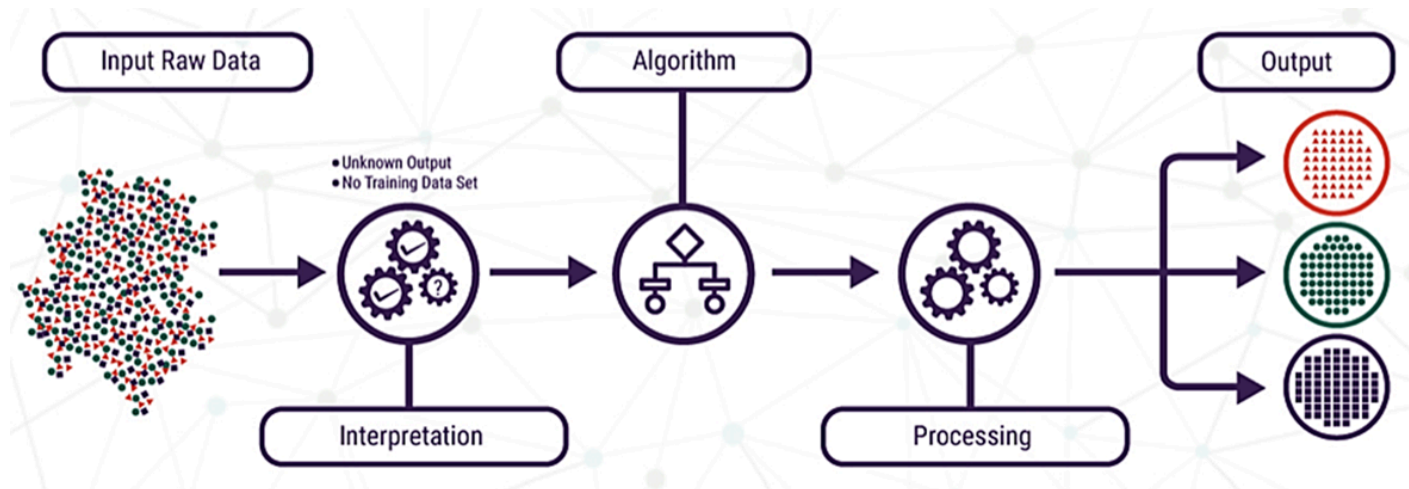 Input Raw Data
Algorithm
Output
• Unknown Output
• No Training Data Set
?
Interpretation
Processing